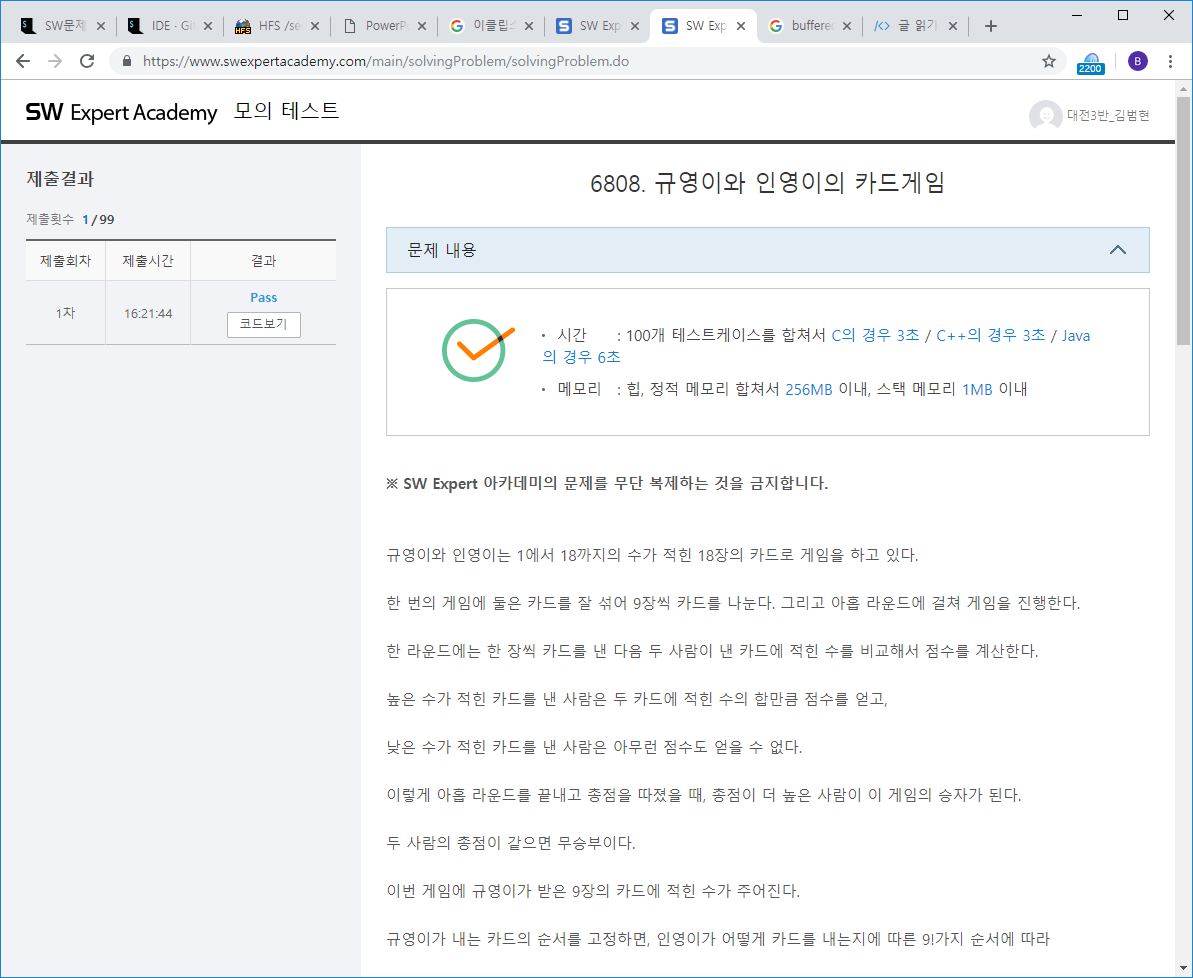 SW문제
IDE - Gi
HFS /se
PowerPo
이클립스
SW Exp
SW Exp
buffered
글 읽기
https://www.swexpertacademy.com/main/solvingProblem/solvingProblem.do
2200
B
SW Expert Academy 모의 테스트
대전3반_김범현
제출결과
제출횟수 1 / 99
제출회차 제출시간 결과
1차 16:21:44 Pass
코드보기
6808. 규영이와 인영이의 카드게임
문제 내용
• 시간 : 100개 테스트케이스를 합쳐서 C의 경우 3초 / C++의 경우 3초 / Java
의 경우 6초
• 메모리 : 힙, 정적 메모리 합쳐서 256MB 이내, 스택 메모리 1MB 이내
※ SW Expert 아카데미의 문제를 무단 복제하는 것을 금지합니다.
규영이와 인영이는 1에서 18까지의 수가 적힌 18장의 카드로 게임을 하고 있다.
한 번의 게임에 둘은 카드를 잘 섞어 9장씩 카드를 나눈다. 그리고 아홉 라운드에 걸쳐 게임을 진행한다.
한 라운드에는 한 장씩 카드를 낸 다음 두 사람이 낸 카드에 적힌 수를 비교해서 점수를 계산한다.
높은 수가 적힌 카드를 낸 사람은 두 카드에 적힌 수의 합만큼 점수를 얻고,
낮은 수가 적힌 카드를 낸 사람은 아무런 점수도 얻을 수 없다.
이렇게 아홉 라운드를 끝내고 총점을 따졌을 때, 총점이 더 높은 사람이 이 게임의 승자가 된다.
두 사람의 총점이 같으면 무승부이다.
이번 게임에 규영이가 받은 9장의 카드에 적힌 수가 주어진다.
규영이가 내는 카드의 순서를 고정하면, 인영이가 어떻게 카드를 내는지에 따른 9!가지 순서에 따라